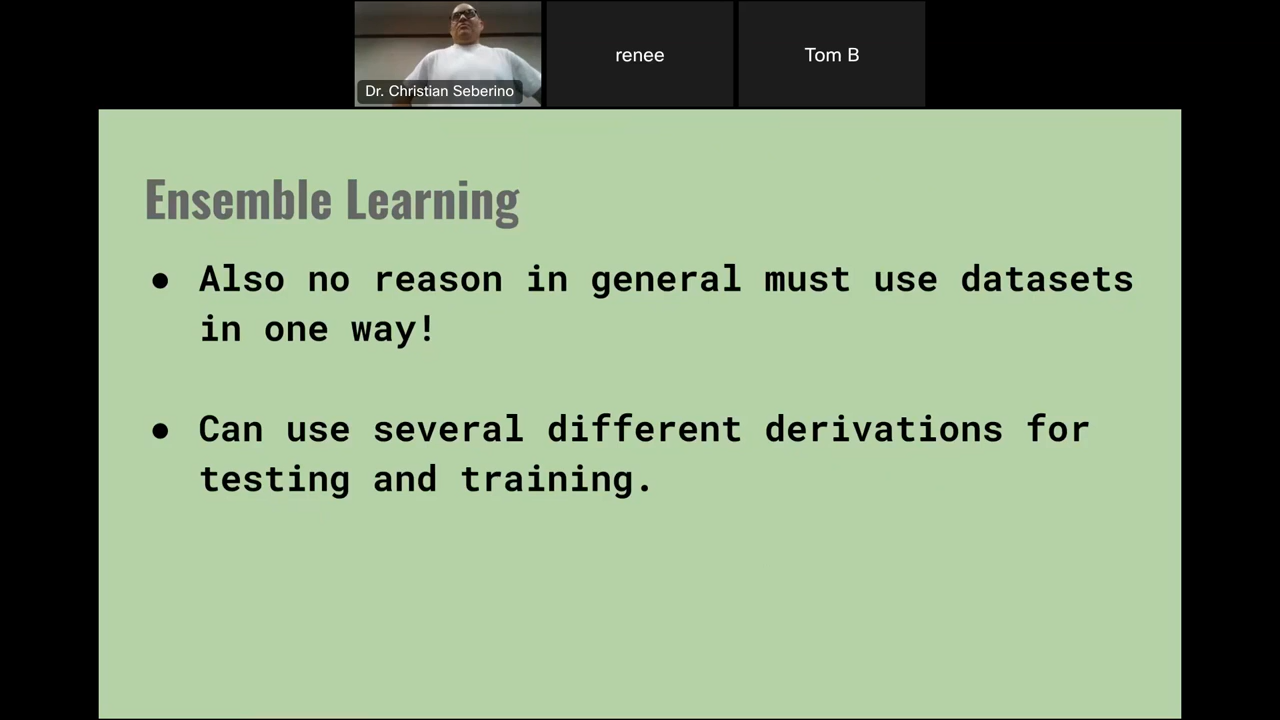 Dr. Christian Seberino
renee
Tom B
Ensemble Learning
● Also no reason in general must use datasets
in one way!
● Can use several different derivations for
testing and training.